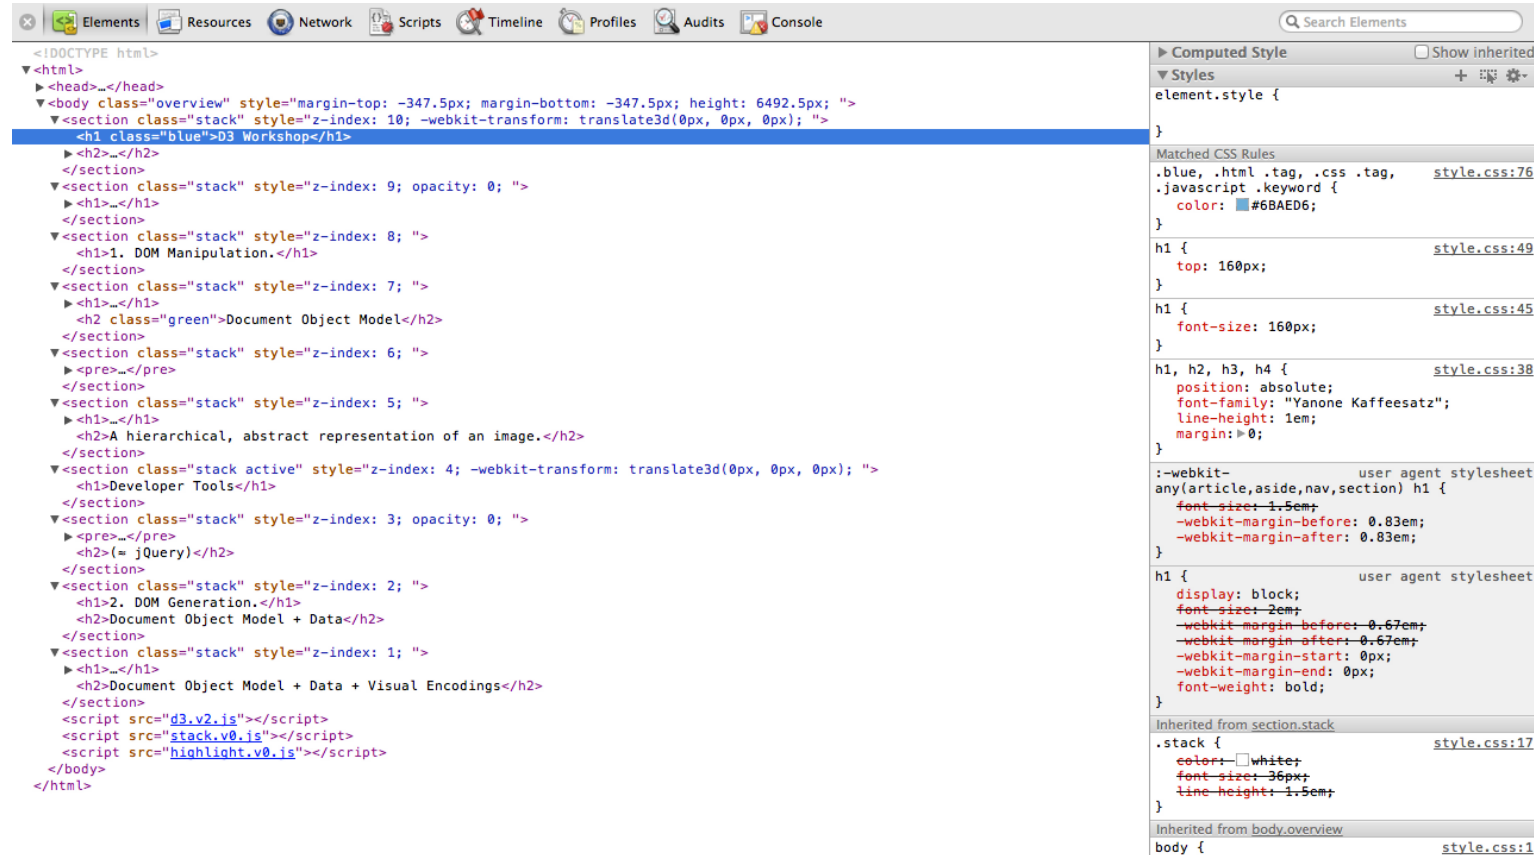 Elements Resources Network Scripts Timeline Profiles Audits Console Search Elements
<!DOCTYPE html>
▼<html>
▶<head>…</head>
▼<body class="overview" style="margin-top: -347.5px; margin-bottom: -347.5px; height: 6492.5px; ">
▼<section class="stack" style="z-index: 10; -webkit-transform: translate3d(0px, 0px, 0px); ">
<h1 class="blue">D3 Workshop</h1>
▶<h2>…</h2>
</section>
▼<section class="stack" style="z-index: 9; opacity: 0; ">
▶<h1>…</h1>
</section>
▼<section class="stack" style="z-index: 8; ">
<h1>1. DOM Manipulation.</h1>
</section>
▼<section class="stack" style="z-index: 7; ">
▶<h1>…</h1>
<h2 class="green">Document Object Model</h2>
</section>
▼<section class="stack" style="z-index: 6; ">
▶<pre>…</pre>
</section>
▼<section class="stack" style="z-index: 5; ">
▶<h1>…</h1>
<h2>A hierarchical, abstract representation of an image.</h2>
</section>
▼<section class="stack active" style="z-index: 4; -webkit-transform: translate3d(0px, 0px, 0px); ">
<h1>Developer Tools</h1>
</section>
▼<section class="stack" style="z-index: 3; opacity: 0; ">
▶<pre>…</pre>
<h2>(≈ jQuery)</h2>
</section>
▼<section class="stack" style="z-index: 2; ">
<h1>2. DOM Generation.</h1>
<h2>Document Object Model + Data</h2>
</section>
▼<section class="stack" style="z-index: 1; ">
▶<h1>…</h1>
<h2>Document Object Model + Data + Visual Encodings</h2>
</section>
<script src="d3.v2.js"></script>
<script src="stack.v0.js"></script>
<script src="highlight.v0.js"></script>
</body>
</html>
▶ Computed Style Show inherited
▼ Styles
element.style {
}
Matched CSS Rules
.blue, .html .tag, .css .tag, style.css:76
.javascript .keyword {
color: #6BAED6;
}
h1 { style.css:49
top: 160px;
}
h1 { style.css:45
font-size: 160px;
}
h1, h2, h3, h4 { style.css:38
position: absolute;
font-family: "Yanone Kaffeesatz";
line-height: 1em;
margin: ▶0;
}
:-webkit- user agent stylesheet
any(article,aside,nav,section) h1 {
font-size: 1.5em;
-webkit-margin-before: 0.83em;
-webkit-margin-after: 0.83em;
}
h1 { user agent stylesheet
display: block;
font-size: 2em;
-webkit-margin-before: 0.67em;
-webkit-margin-after: 0.67em;
-webkit-margin-start: 0px;
-webkit-margin-end: 0px;
font-weight: bold;
}
Inherited from section.stack
.stack { style.css:17
color: white;
font-size: 36px;
line-height: 1.5em;
}
Inherited from body.overview
body { style.css:1